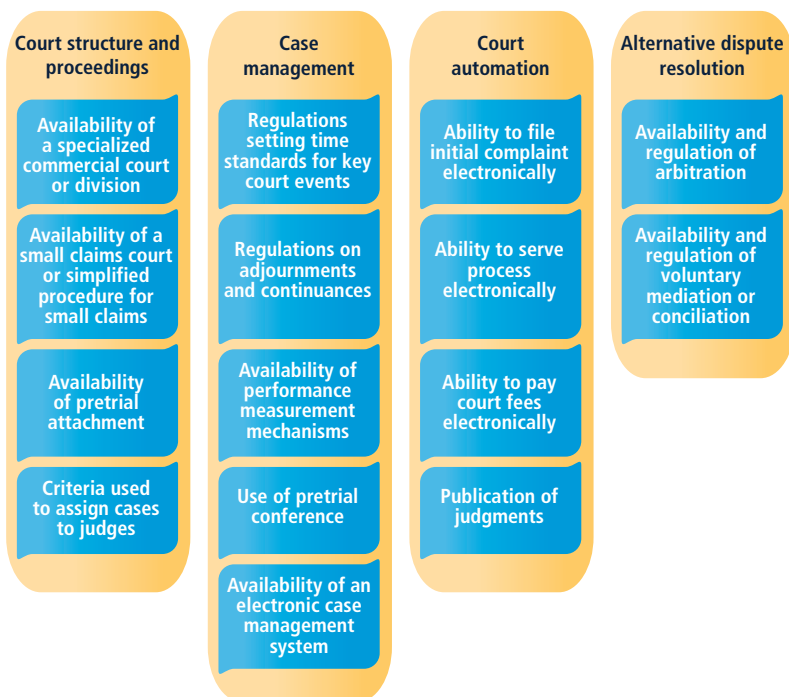 Court structure and
proceedings
Availability of
a specialized
commercial court
or division
Availability of a
small claims court
or simplified
procedure for
small claims
Availability
of pretrial
attachment
Criteria used
to assign cases
to judges
Case
management
Regulations
setting time
standards for key
court events
Regulations on
adjournments
and continuances
Availability of
performance
measurement
mechanisms
Use of pretrial
conference
Availability of an
electronic case
management
system
Court
automation
Ability to file
initial complaint
electronically
Ability to serve
process
electronically
Ability to pay
court fees
electronically
Publication of
judgments
Alternative dispute
resolution
Availability and
regulation of
arbitration
Availability and
regulation of
voluntary
mediation or
conciliation